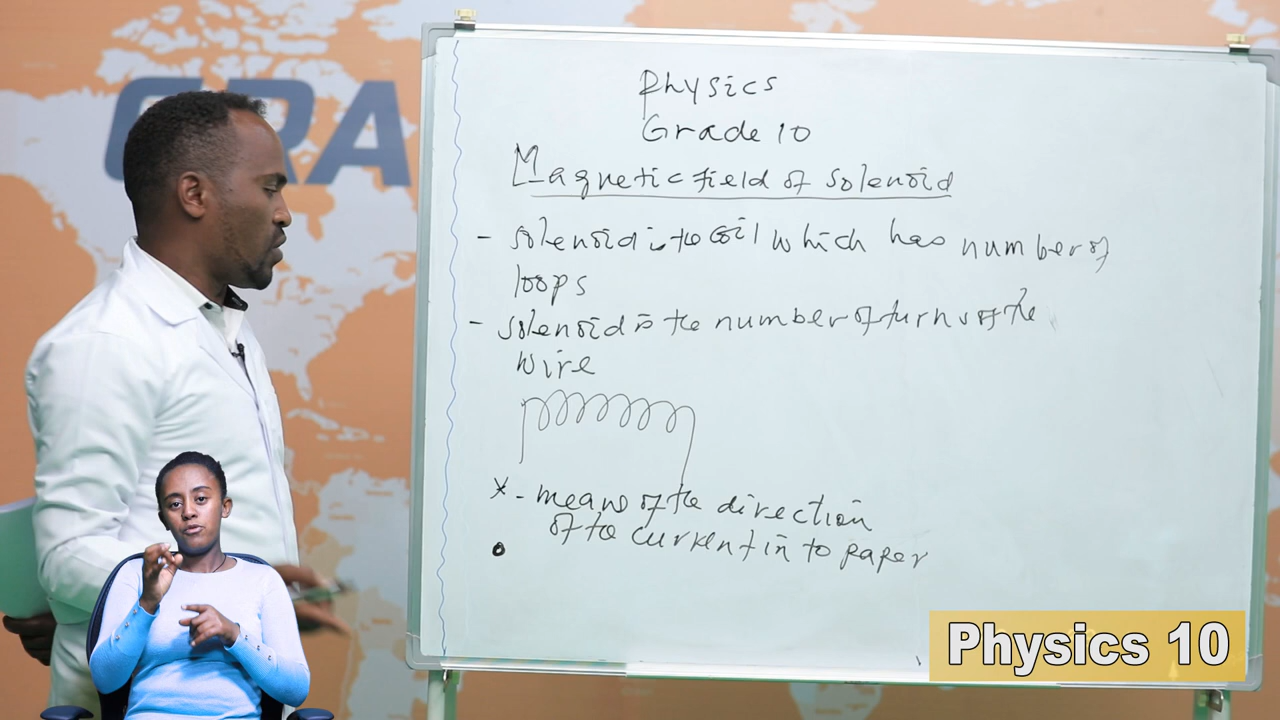 Physics
Grade 10
Magnetic field of solenoid
- solenoid is the coil which has number of
loops
- solenoid is the number of turns of the
wire
× - means of the direction
of the current in to paper
•
Physics 10